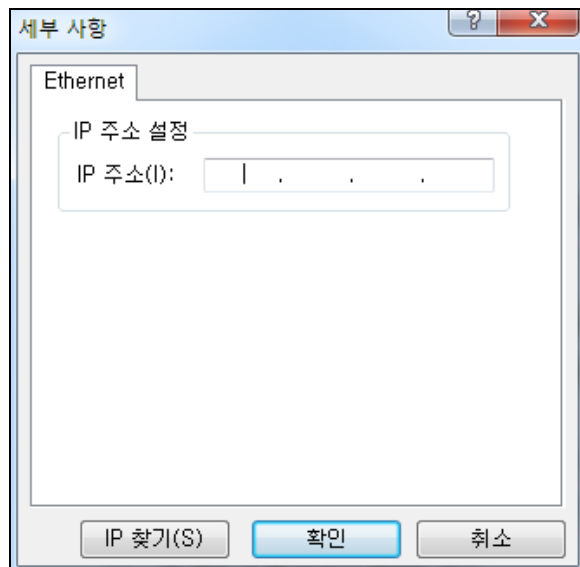 세부 사항
Ethernet
IP 주소 설정
IP 주소(I): . . .
IP 찾기(S) 확인 취소